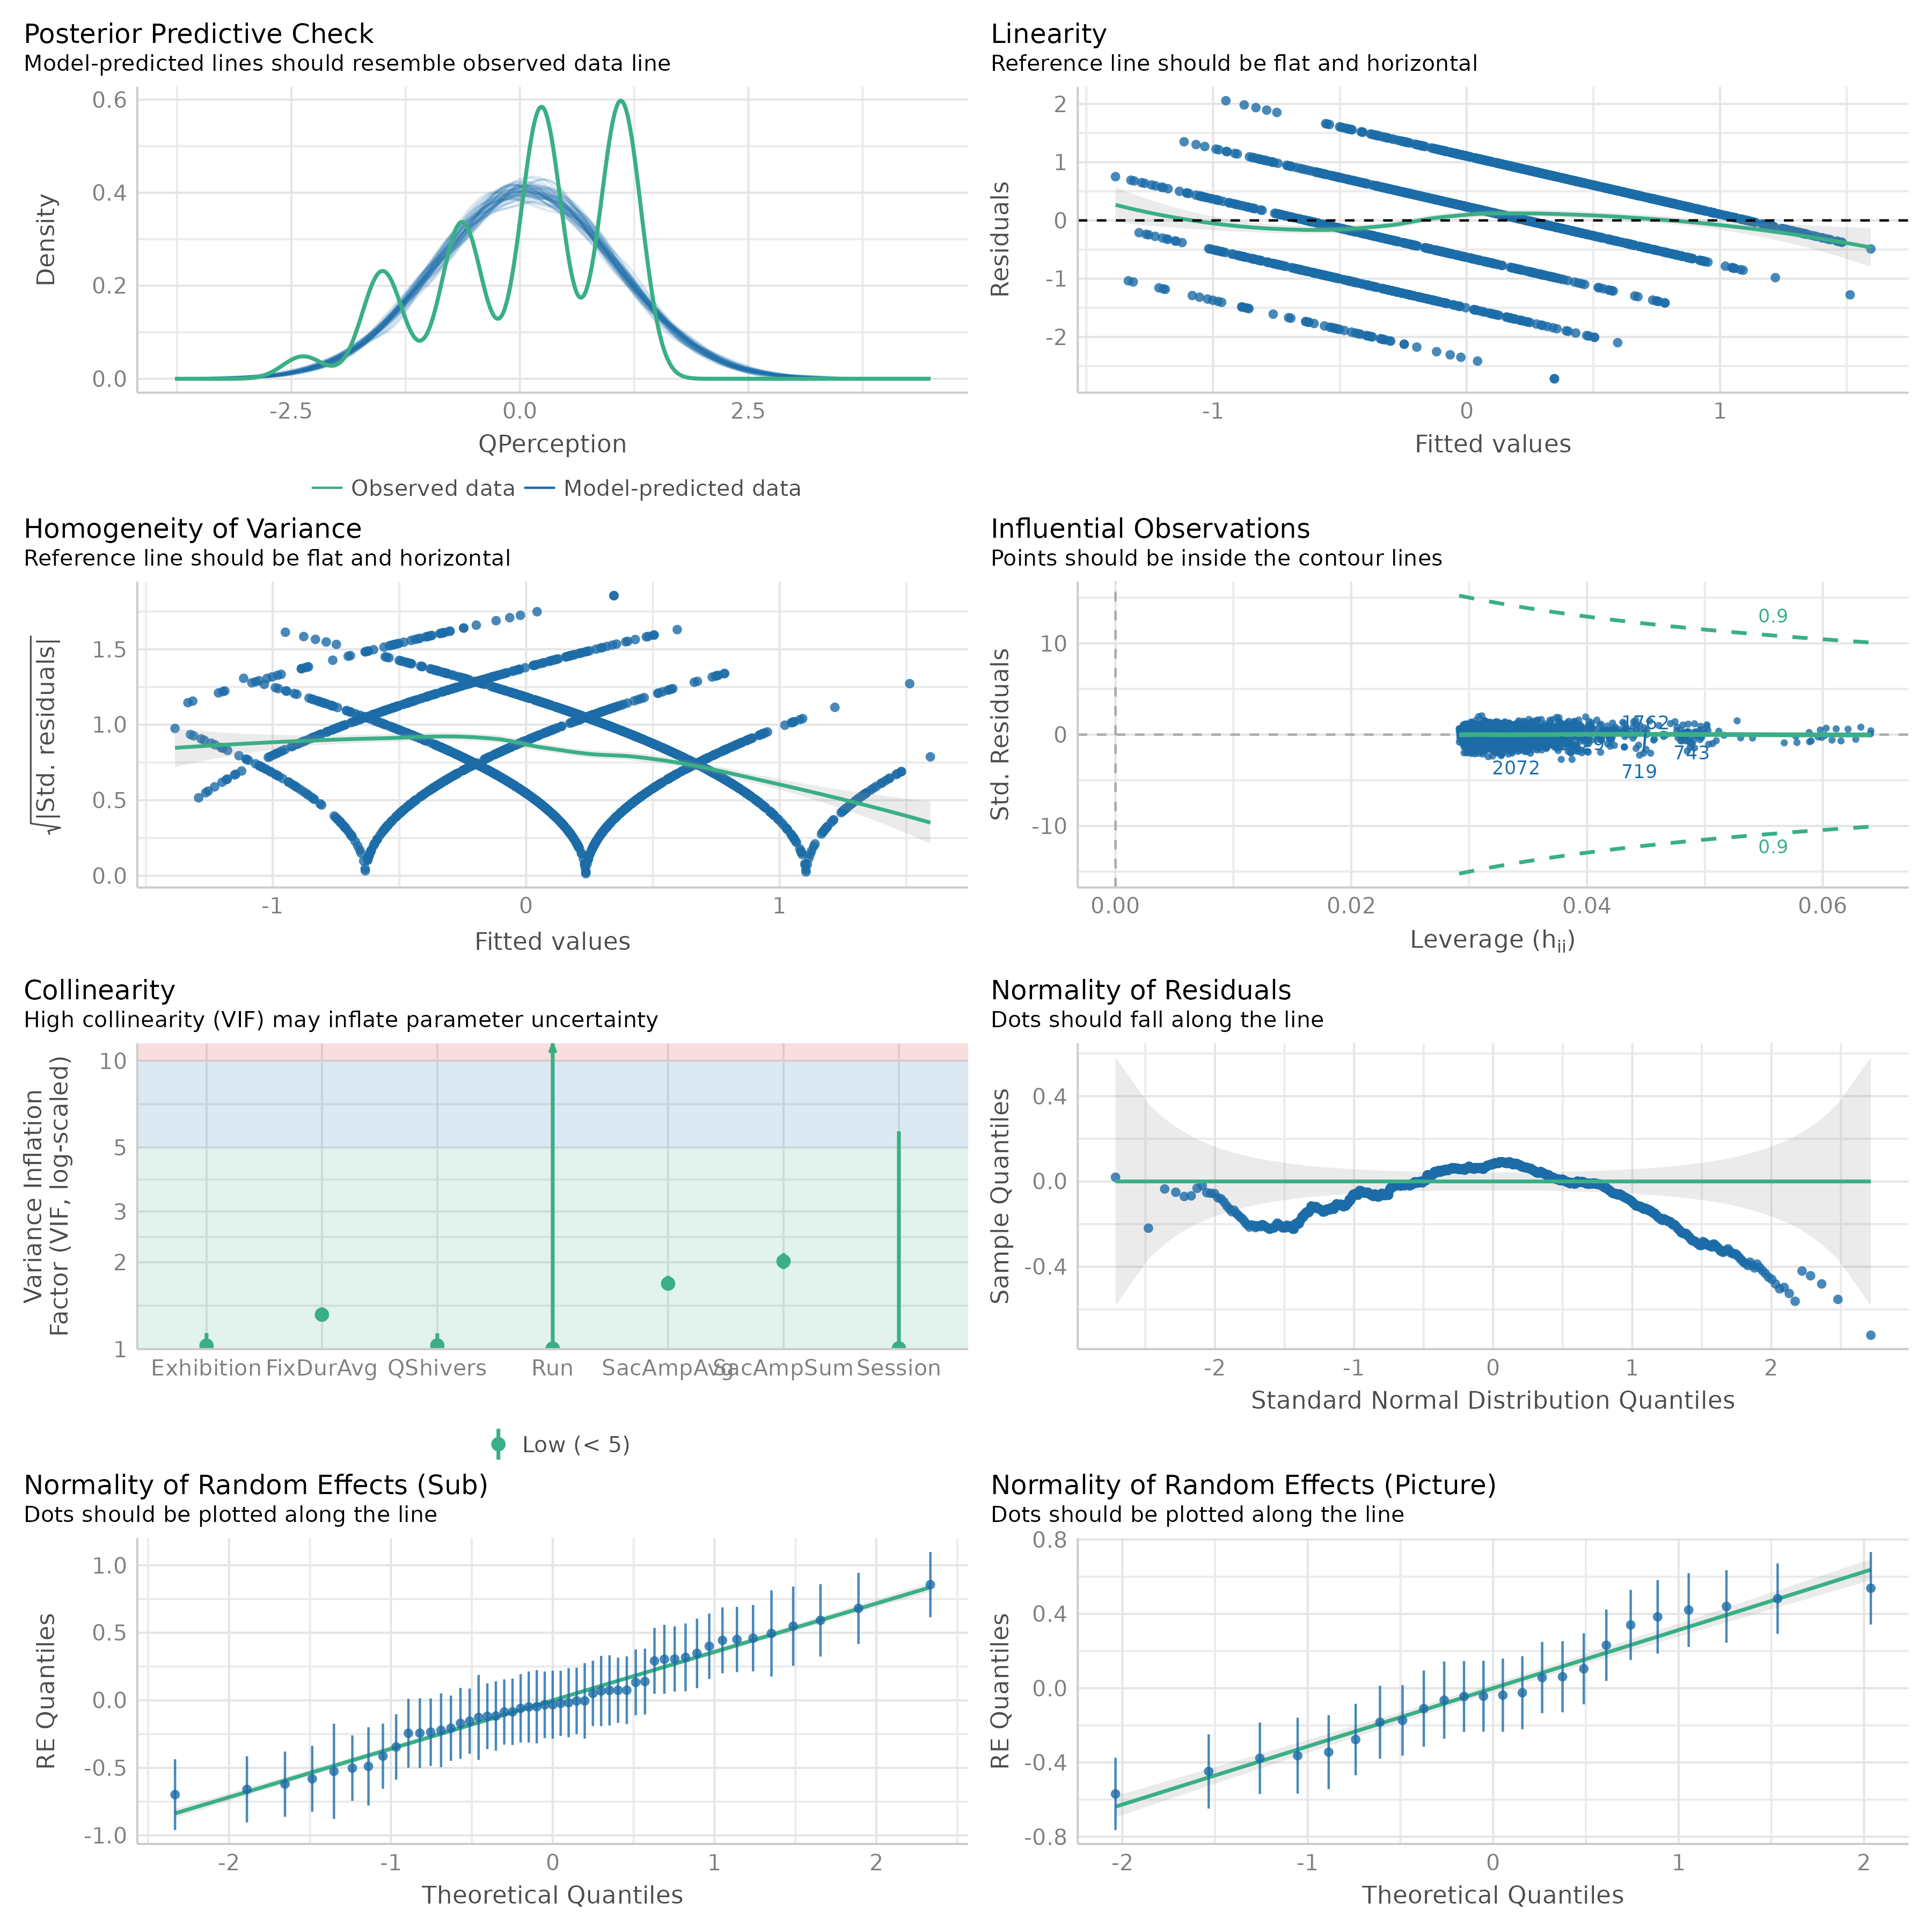 Posterior Predictive Check
Model-predicted lines should resemble observed data line
0.6
0.4
0.2
0.0
Density
-2.5
0.0
2.5
QPerception
Observed data
Model-predicted data
Linearity
Reference line should be flat and horizontal
2
1
0
-1
-2
Residuals
-1
0
1
Fitted values
Homogeneity of Variance
Reference line should be flat and horizontal
1.5
1.0
0.5
0.0
√|Std. residuals|
-1
0
1
Fitted values
Influential Observations
Points should be inside the contour lines
10
0
-10
Std. Residuals
0.9
1762
743
2072
719
0.9
0.00
0.02
0.04
0.06
Leverage (hii)
Collinearity
High collinearity (VIF) may inflate parameter uncertainty
10
5
3
2
1
Variance Inflation
Factor (VIF, log-scaled)
Exhibition
FixDurAvg
QShivers
Run
SacAmpAvg
SacAmpSum
Session
Low (< 5)
Normality of Residuals
Dots should fall along the line
0.4
0.0
-0.4
Sample Quantiles
-2
-1
0
1
2
Standard Normal Distribution Quantiles
Normality of Random Effects (Sub)
Dots should be plotted along the line
1.0
0.5
0.0
-0.5
-1.0
RE Quantiles
-2
-1
0
1
2
Theoretical Quantiles
Normality of Random Effects (Picture)
Dots should be plotted along the line
0.8
0.4
0.0
-0.4
-0.8
RE Quantiles
-2
-1
0
1
2
Theoretical Quantiles